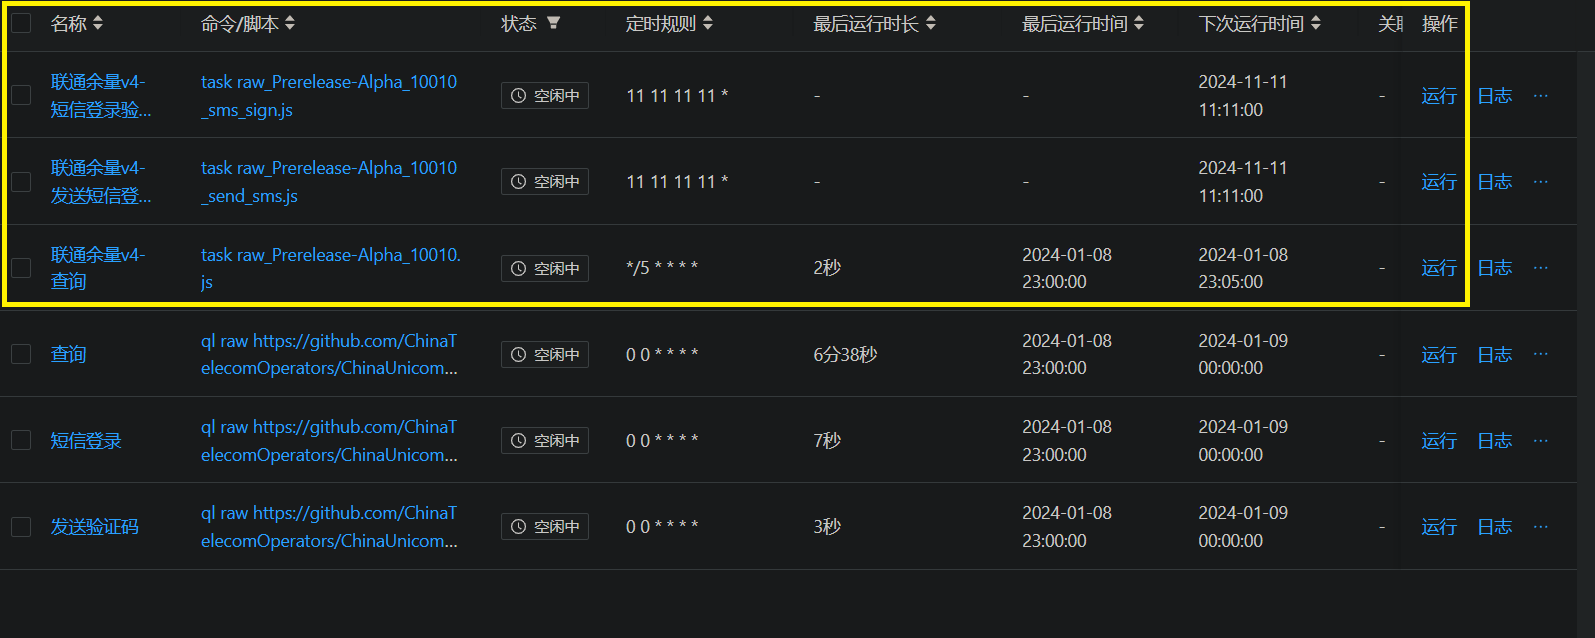 名称 命令/脚本 状态 定时规则 最后运行时长 最后运行时间 下次运行时间 关 操作
联通余量v4-
短信登录验...
task raw_Prerelease-Alpha_10010
_sms_sign.js
空闲中
11 11 11 11 *
-
-
2024-11-11
11:11:00
-
运行 日志 ...
联通余量v4-
发送短信登...
task raw_Prerelease-Alpha_10010
_send_sms.js
空闲中
11 11 11 11 *
-
-
2024-11-11
11:11:00
-
运行 日志 ...
联通余量v4-
查询
task raw_Prerelease-Alpha_10010.
js
空闲中
*/5 * * * *
2秒
2024-01-08
23:00:00
2024-01-08
23:05:00
-
运行 日志 ...
查询
ql raw https://github.com/ChinaT
elecomOperators/ChinaUnicom...
空闲中
0 0 * * * *
6分38秒
2024-01-08
23:00:00
2024-01-09
00:00:00
-
运行 日志 ...
短信登录
ql raw https://github.com/ChinaT
elecomOperators/ChinaUnicom...
空闲中
0 0 * * * *
7秒
2024-01-08
23:00:00
2024-01-09
00:00:00
-
运行 日志 ...
发送验证码
ql raw https://github.com/ChinaT
elecomOperators/ChinaUnicom...
空闲中
0 0 * * * *
3秒
2024-01-08
23:00:00
2024-01-09
00:00:00
-
运行 日志 ...